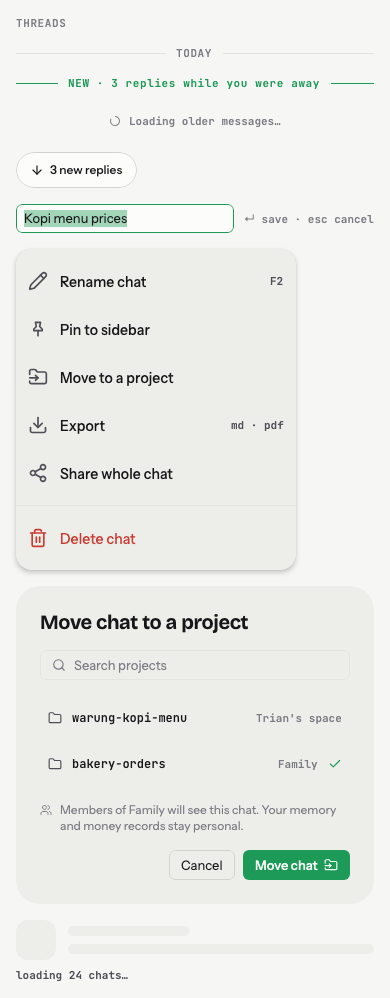 THREADS
TODAY
NEW · 3 replies while you were away
Loading older messages…
3 new replies
Kopi menu prices
save · esc cancel
Rename chat F2
Pin to sidebar
Move to a project
Export md · pdf
Share whole chat
Delete chat
Move chat to a project
Search projects
warung-kopi-menu Trian's space
bakery-orders Family
Members of Family will see this chat. Your memory
and money records stay personal.
Cancel Move chat
loading 24 chats…